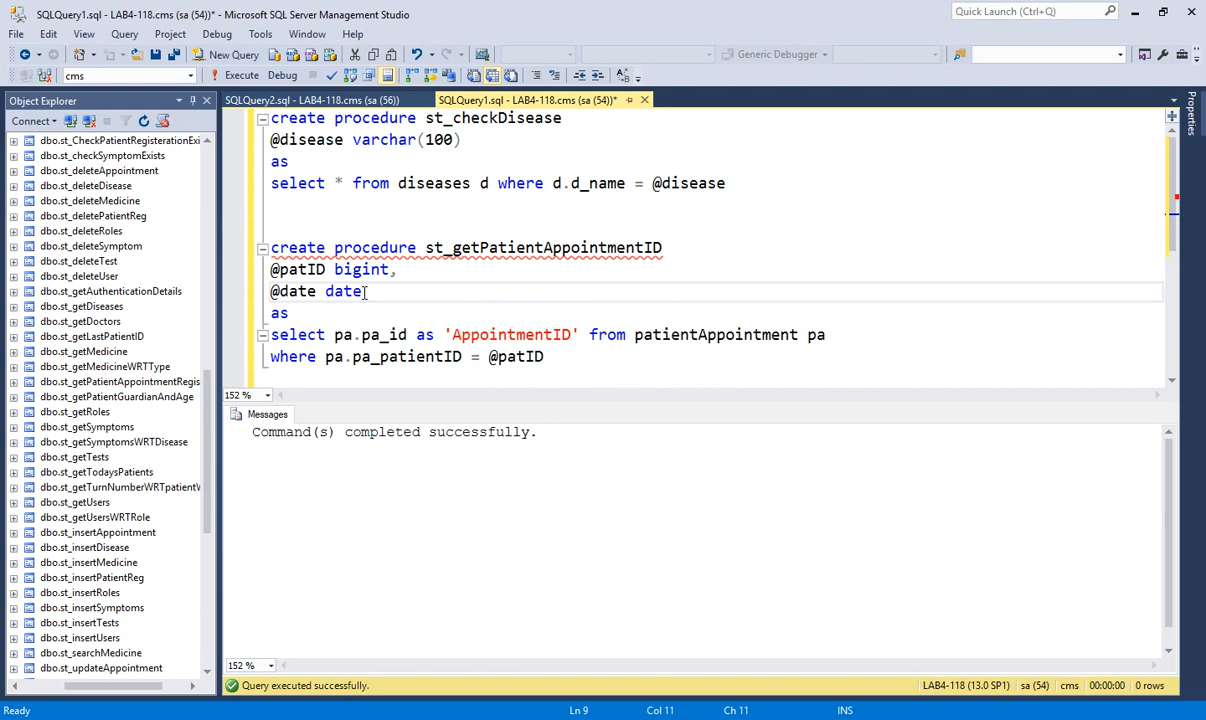 SQLQuery1.sql - LAB4-118.cms (sa (54))* - Microsoft SQL Server Management Studio
Quick Launch (Ctrl+Q)
File Edit View Query Project Debug Tools Window Help
New Query
Generic Debugger
cms
Execute Debug
Object Explorer
SQLQuery2.sql - LAB4-118.cms (sa (56))
SQLQuery1.sql - LAB4-118.cms (sa (54))*
Properties
Connect
dbo.st_CheckPatientRegisterationExi
dbo.st_checkSymptomExists
dbo.st_deleteAppointment
dbo.st_deleteDisease
dbo.st_deleteMedicine
dbo.st_deletePatientReg
dbo.st_deleteRoles
dbo.st_deleteSymptom
dbo.st_deleteTest
dbo.st_deleteUser
dbo.st_getAuthenticationDetails
dbo.st_getDiseases
dbo.st_getDoctors
dbo.st_getLastPatientID
dbo.st_getMedicine
dbo.st_getMedicineWRTType
dbo.st_getPatientAppointmentRegis
dbo.st_getPatientGuardianAndAge
dbo.st_getRoles
dbo.st_getSymptoms
dbo.st_getSymptomsWRTDisease
dbo.st_getTests
dbo.st_getTodaysPatients
dbo.st_getTurnNumberWRTpatientV
dbo.st_getUsers
dbo.st_getUsersWRTRole
dbo.st_insertAppointment
dbo.st_insertDisease
dbo.st_insertMedicine
dbo.st_insertPatientReg
dbo.st_insertRoles
dbo.st_insertSymptoms
dbo.st_insertTests
dbo.st_insertUsers
dbo.st_searchMedicine
dbo.st_updateAppointment
create procedure st_checkDisease
@disease varchar(100)
as
select * from diseases d where d.d_name = @disease
create procedure st_getPatientAppointmentID
@patID bigint,
@date date
as
select pa.pa_id as 'AppointmentID' from patientAppointment pa
where pa.pa_patientID = @patID
152 %
Messages
Command(s) completed successfully.
152 %
Query executed successfully.
LAB4-118 (13.0 SP1) sa (54) cms 00:00:00 0 rows
Ready Ln 9 Col 11 Ch 11 INS